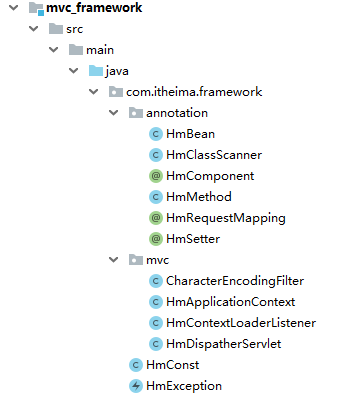 mvc_framework
src
main
java
com.itheima.framework
annotation
HmBean
HmClassScanner
HmComponent
HmMethod
HmRequestMapping
HmSetter
mvc
CharacterEncodingFilter
HmApplicationContext
HmContextLoaderListener
HmDispatherServlet
HmConst
HmException